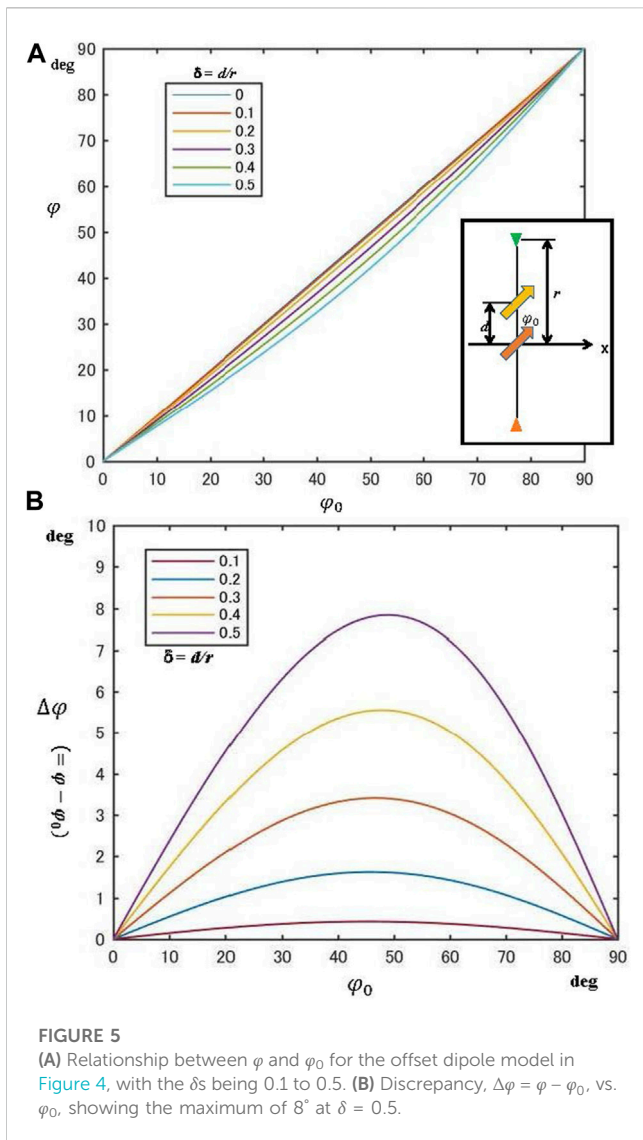 A
deg
90
80
70
60
50
40
30
20
10
0
φ
δ = d/r
0
0.1
0.2
0.3
0.4
0.5
r
d
φ₀
x
0 10 20 30 40 50 60 70 80 90
φ₀
B
deg
10
9
8
7
6
5
4
3
2
1
0
0.1
0.2
0.3
0.4
0.5
δ = d/r
Δφ
(= φ − φ₀)
0 10 20 30 40 50 60 70 80 90
φ₀ deg
FIGURE 5
(A) Relationship between φ and φ₀ for the offset dipole model in
Figure 4, with the δs being 0.1 to 0.5. (B) Discrepancy, Δφ = φ − φ₀, vs.
φ₀, showing the maximum of 8° at δ = 0.5.